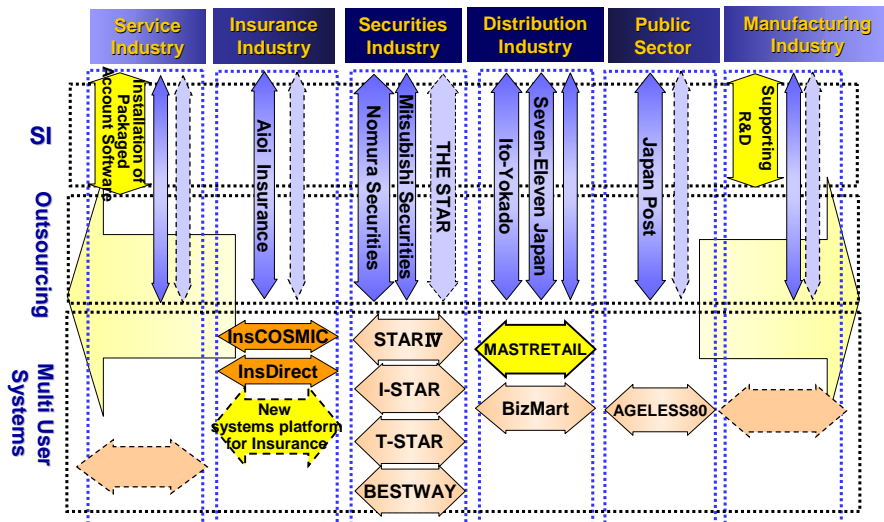 Service
Industry
Insurance
Industry
Securities
Industry
Distribution
Industry
Public
Sector
Manufacturing
Industry
SI
Installation of
Packaged
Account Software
Aioi Insurance
Nomura Securities
Mitsubishi Securities
THE STAR
Ito-Yokado
Seven-Eleven Japan
Japan Post
Supporting
R&D
Outsourcing
Multi User
Systems
InsCOSMIC
InsDirect
New
systems platform
for Insurance
STARⅣ
I-STAR
T-STAR
BESTWAY
MASTRETAIL
BizMart
AGELESS80